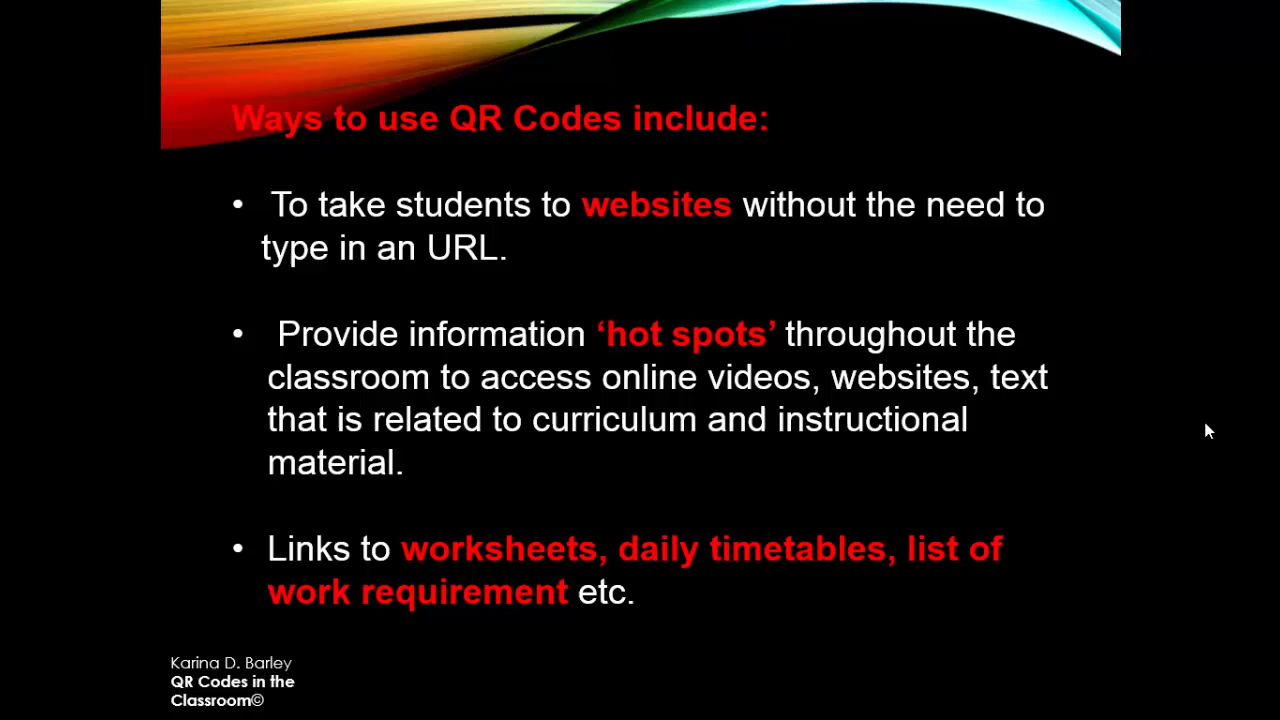 Ways to use QR Codes include:
• To take students to websites without the need to
type in an URL.
• Provide information ‘hot spots’ throughout the
classroom to access online videos, websites, text
that is related to curriculum and instructional
material.
• Links to worksheets, daily timetables, list of
work requirement etc.
Karina D. Barley
QR Codes in the
Classroom©